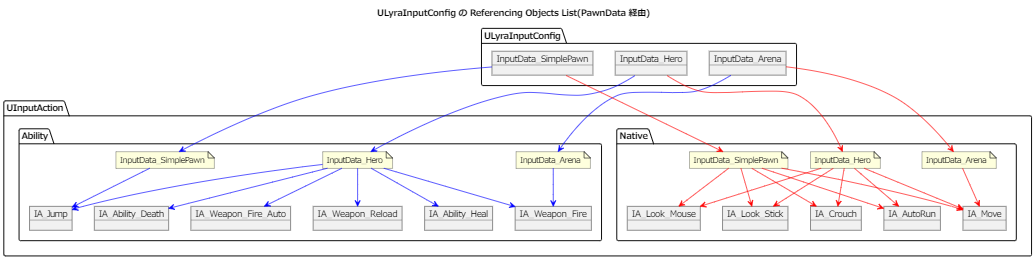 ULyraInputConfig の Referencing Objects List(PawnData 経由)
ULyraInputConfig
InputData_SimplePawn InputData_Hero InputData_Arena
UInputAction
Ability Native
InputData_SimplePawn InputData_Hero InputData_Arena InputData_SimplePawn InputData_Hero InputData_Arena
IA_Jump IA_Ability_Death IA_Weapon_Fire_Auto IA_Weapon_Reload IA_Ability_Heal IA_Weapon_Fire IA_Look_Mouse IA_Look_Stick IA_Crouch IA_AutoRun IA_Move